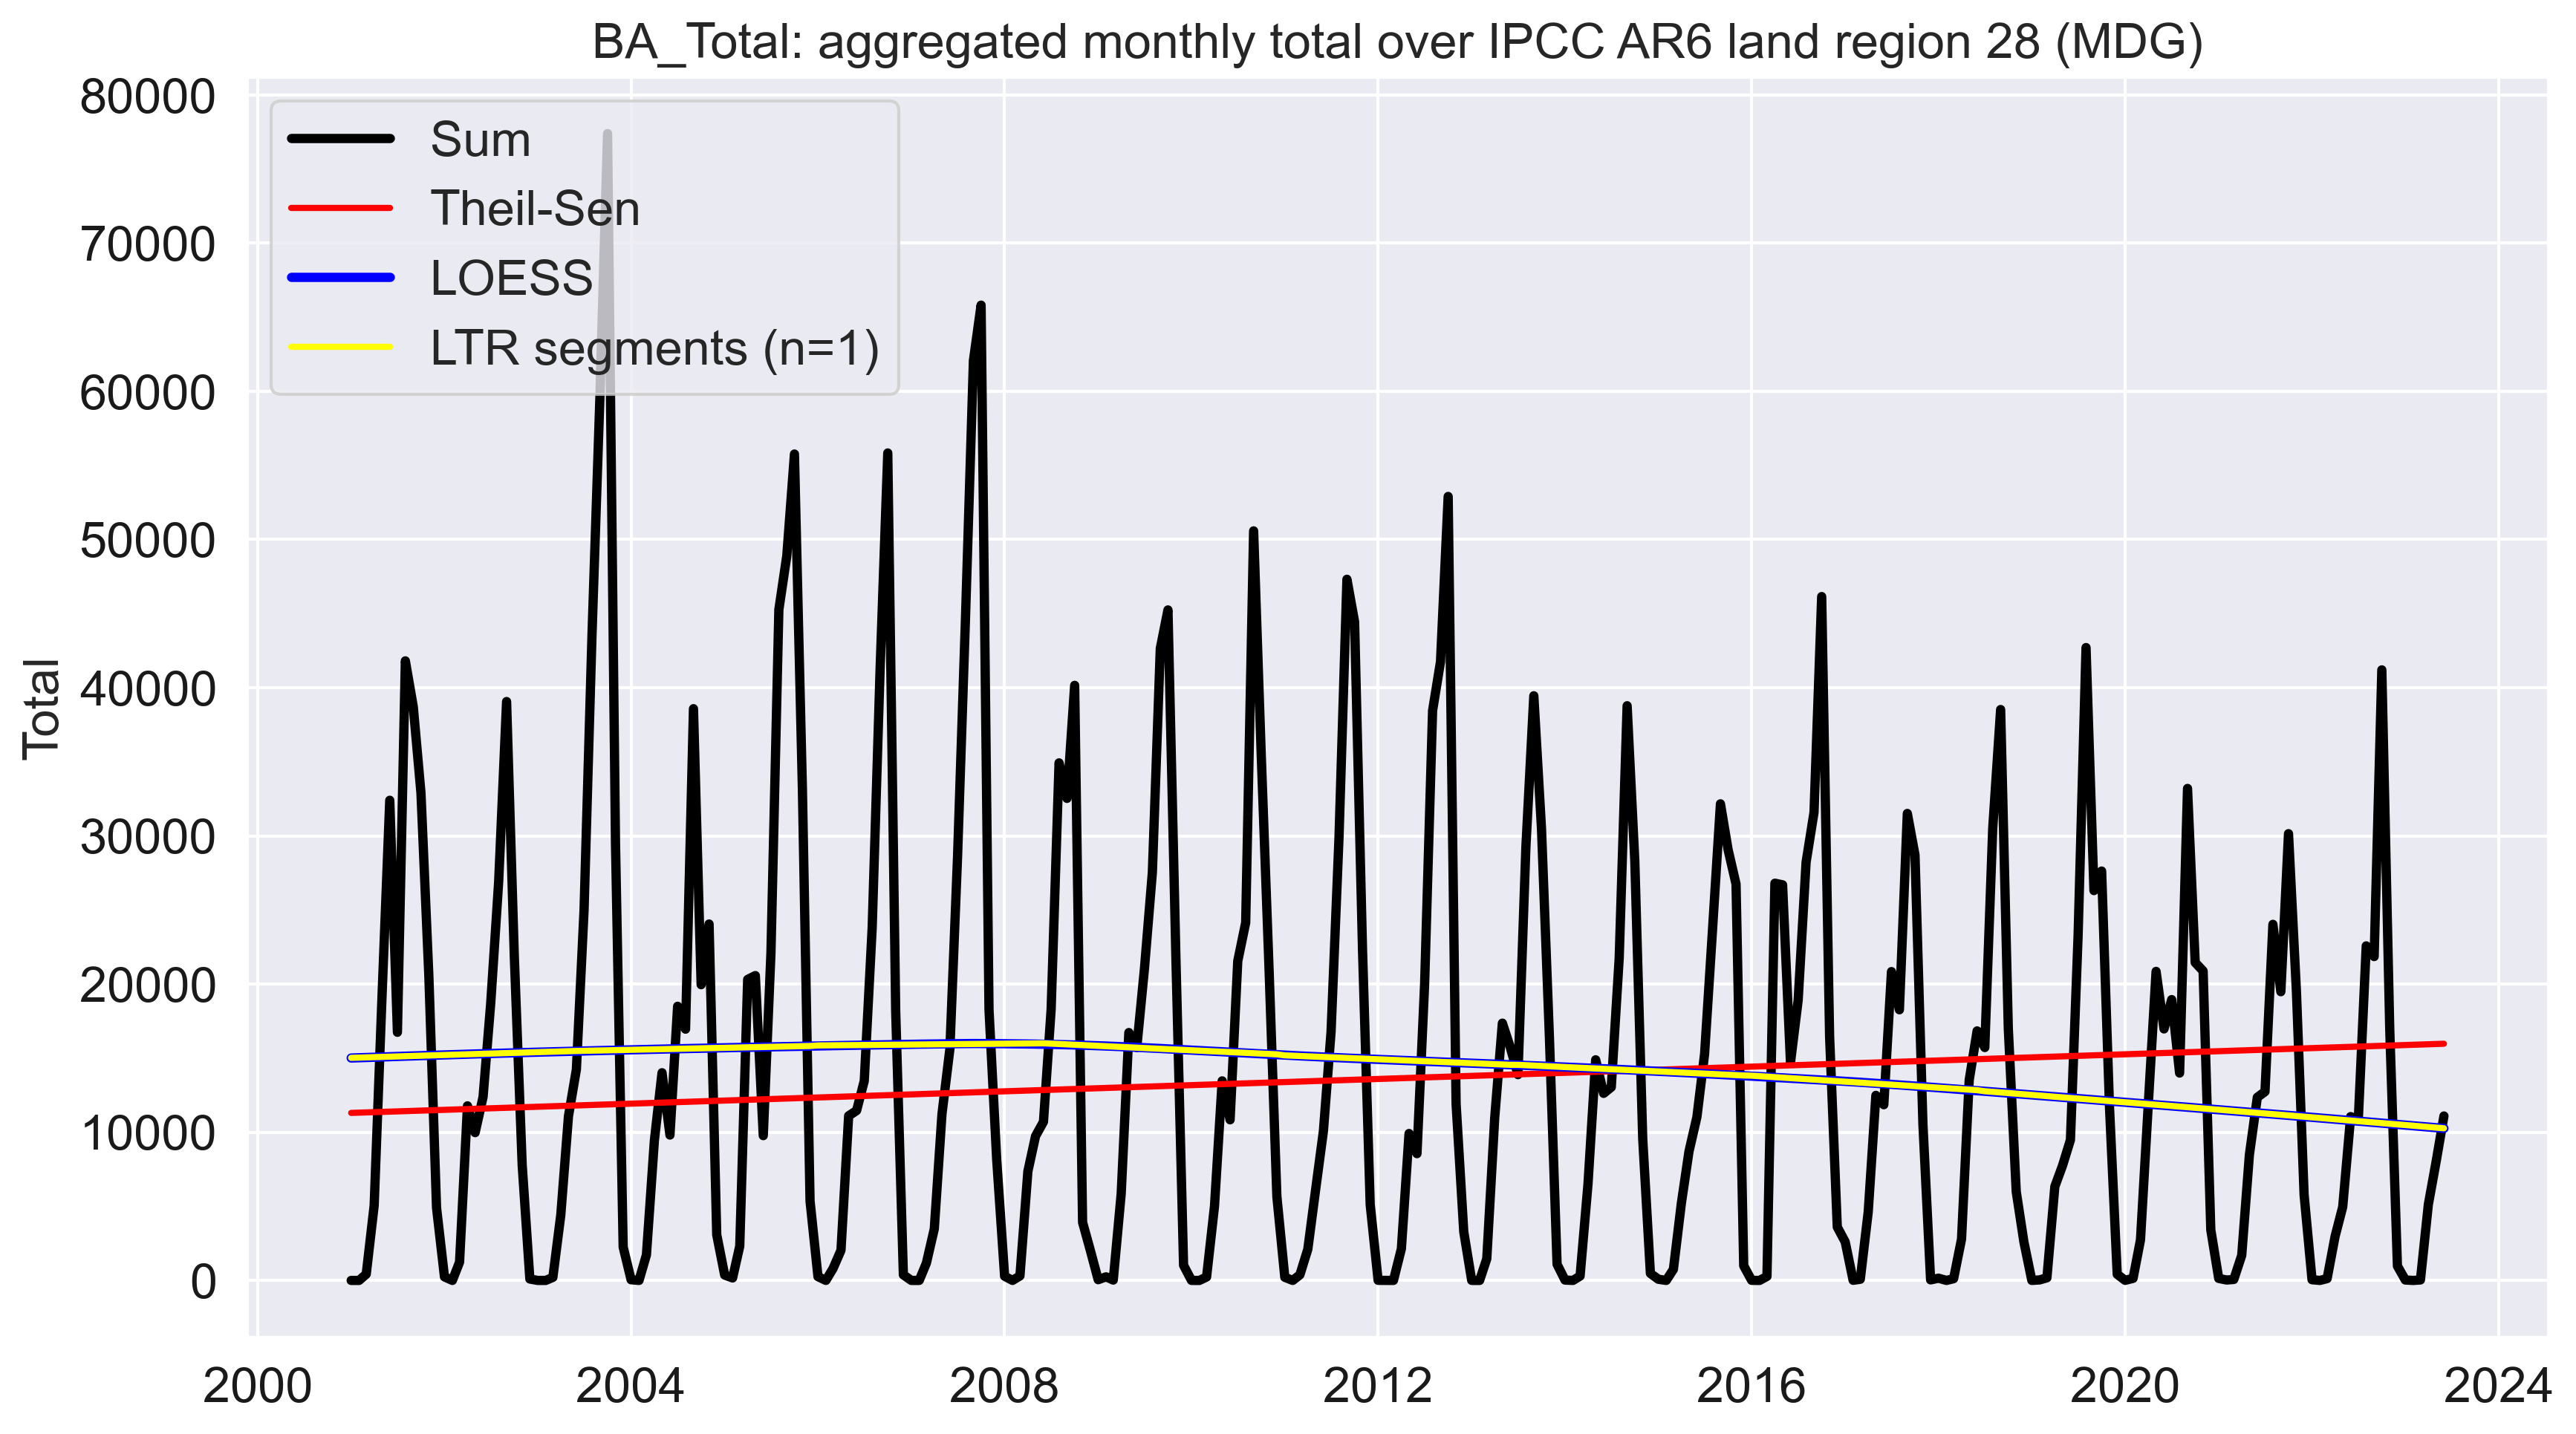 BA_Total: aggregated monthly total over IPCC AR6 land region 28 (MDG)
80000
70000
60000
50000
40000
30000
20000
10000
0
Total
Sum
Theil-Sen
LOESS
LTR segments (n=1)
2000 2004 2008 2012 2016 2020 2024